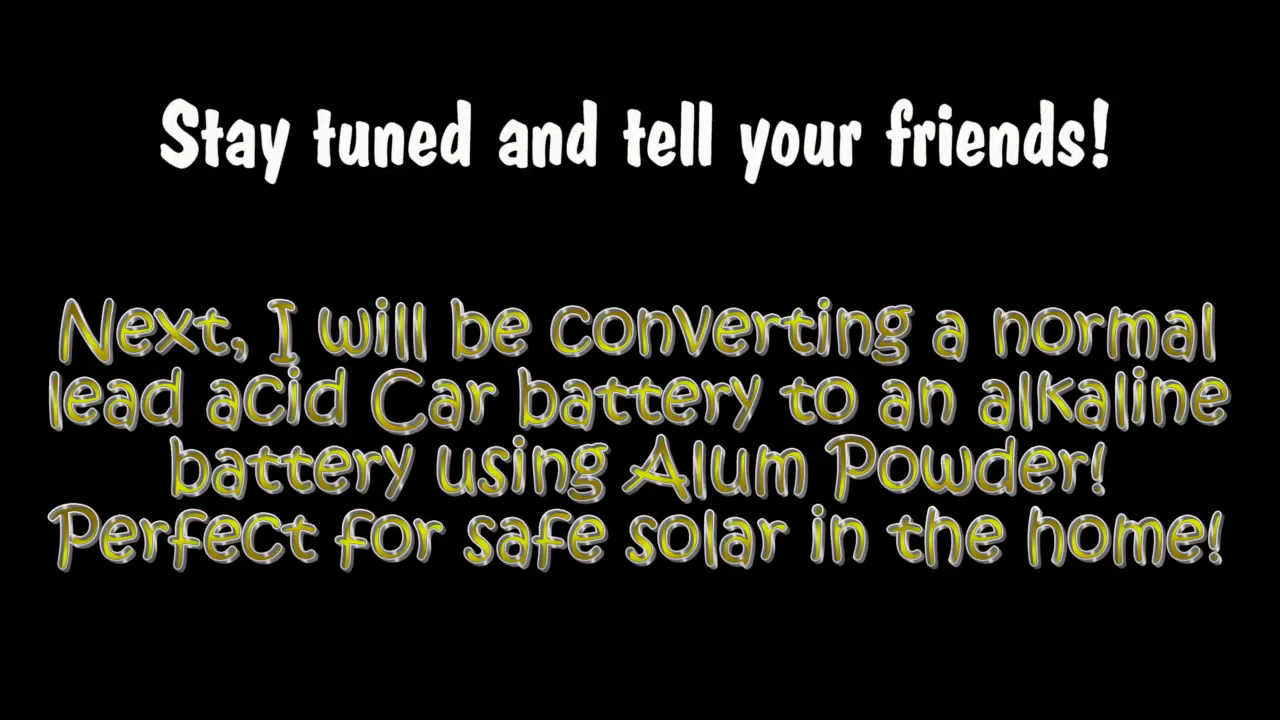 Stay tuned and tell your friends!
Next, I will be converting a normal
lead acid Car battery to an alkaline
battery using Alum Powder!
Perfect for safe solar in the home!